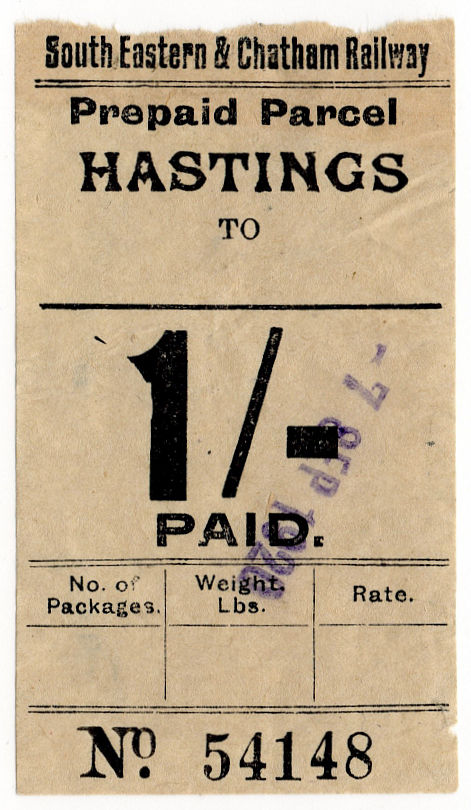 South Eastern & Chatham Railway
Prepaid Parcel
HASTINGS
TO
1/-
PAID.
- 7 SEP 192
No. of Packages.
Weight. Lbs.
Rate.
Nº. 54148